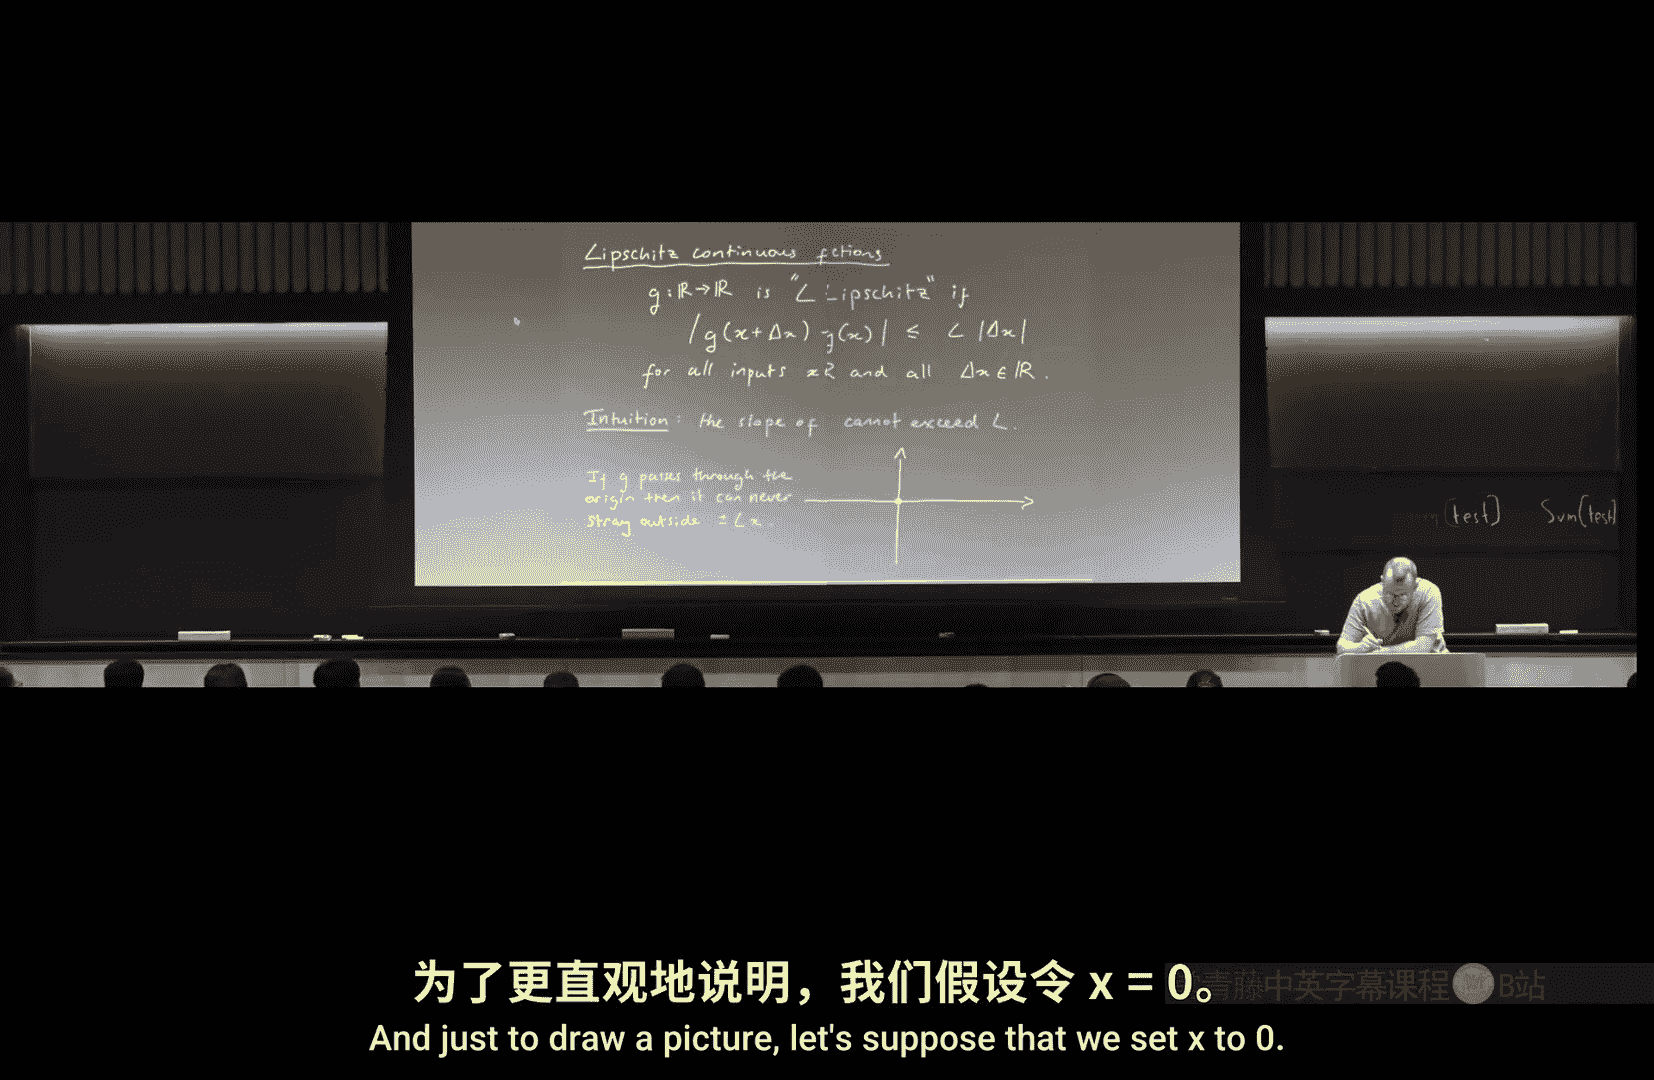 Lipschitz continuous fctions
g : ℝ → ℝ is "L Lipschitz" if
|g(x+Δx) g(x)| ≤ L |Δx|
for all inputs xℝ and all Δx ∈ ℝ.
Intuition: the slope of cannot exceed L.
If g passes through the
origin then it can never
stray outside ± L x.
(test) Sum(test)
为了更直观地说明，我们假设令 x = 0。
青藤中英字幕课程 B站
And just to draw a picture, let's suppose that we set x to 0.